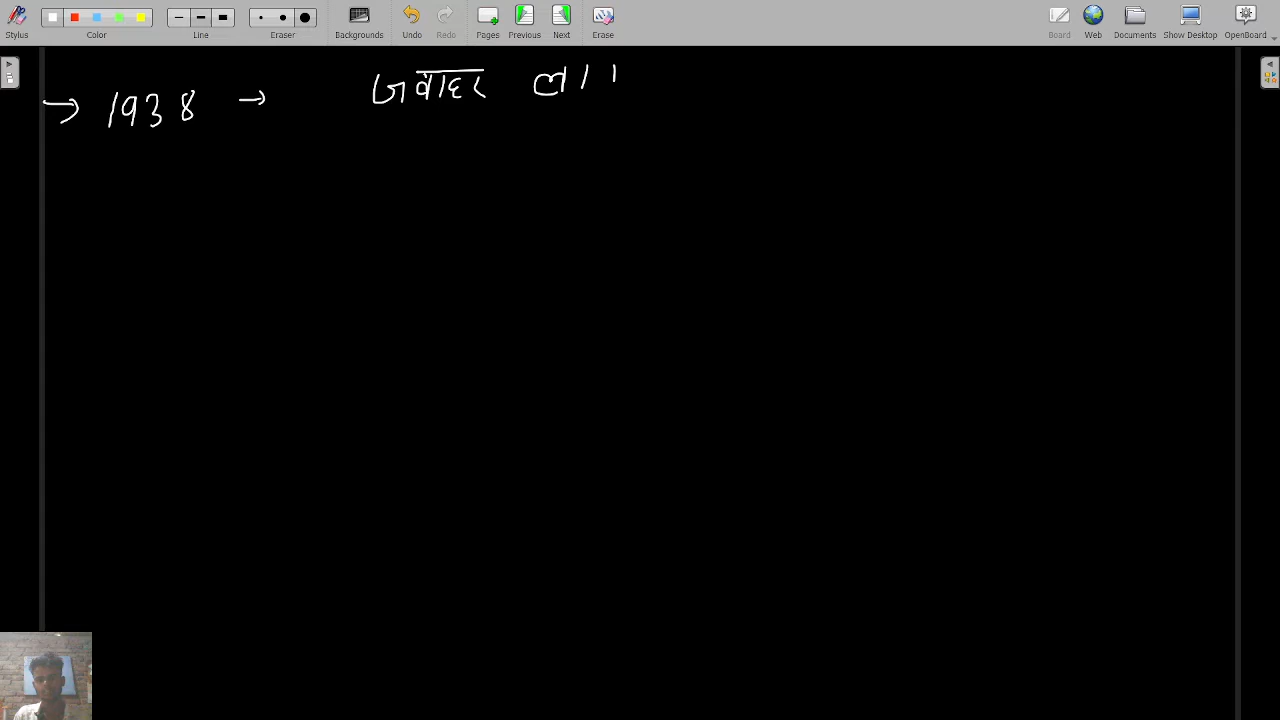 Stylus
Color
Line
Eraser
Backgrounds
Undo
Redo
Pages
Previous
Next
Erase
Board
Web
Documents
Show Desktop
OpenBoard
→ 1938 → जवाहर ला